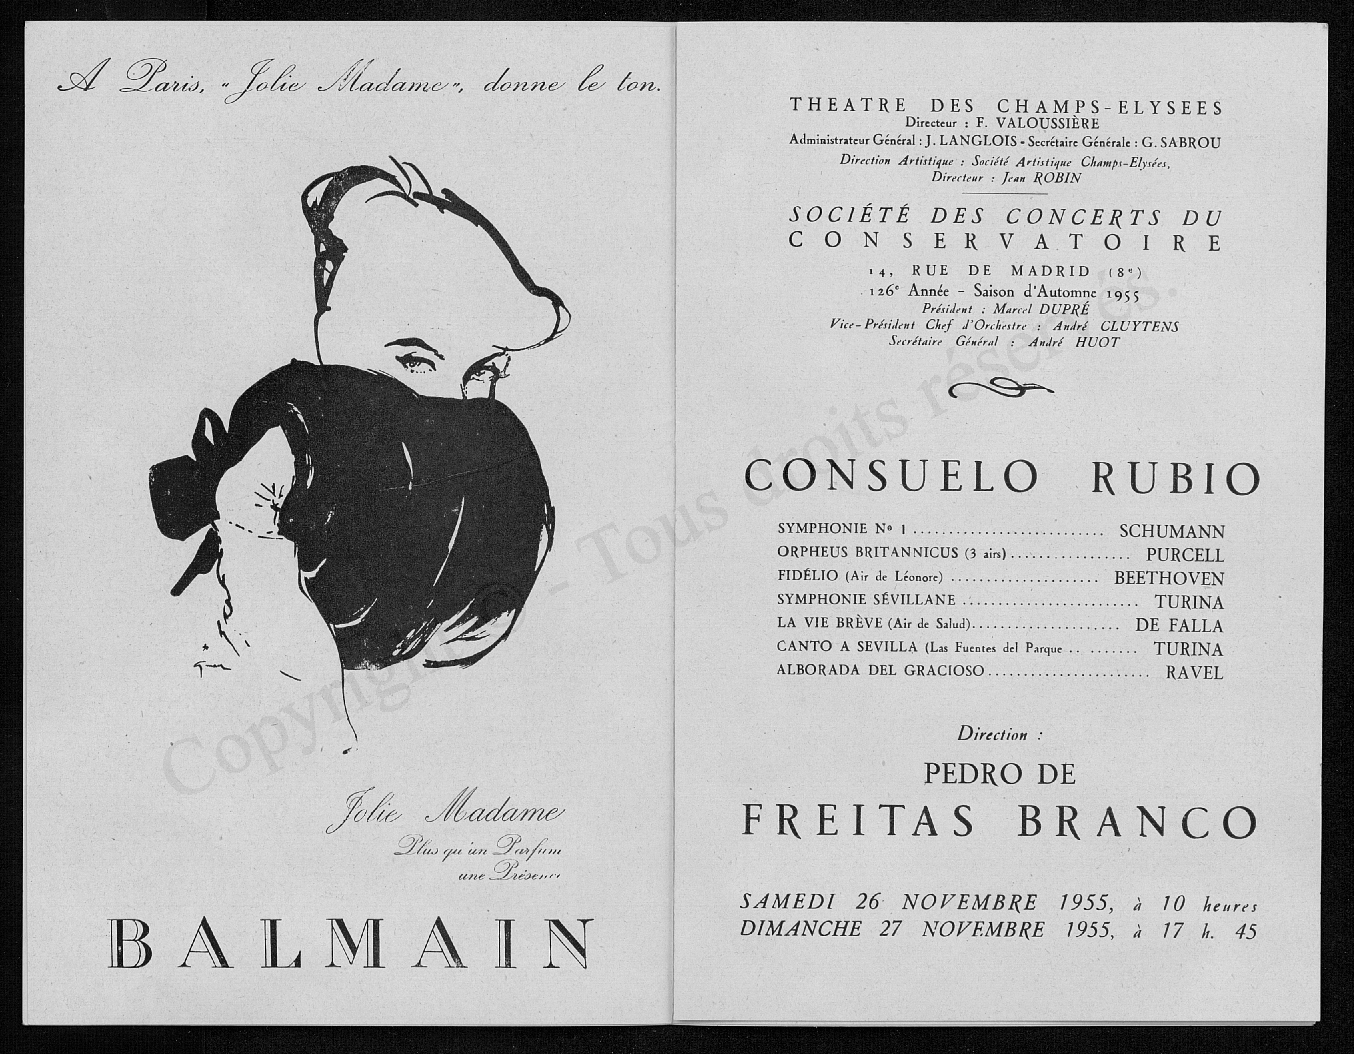 A Paris, « Jolie Madame », donne le ton.
Jolie Madame
Plus qu'un Parfum
une Présence
BALMAIN
THEATRE DES CHAMPS-ELYSEES
Directeur : F. VALOUSSIÈRE
Administrateur Général : J. LANGLOIS - Secrétaire Générale : G. SABROU
Direction Artistique : Société Artistique Champs-Elysées,
Directeur : Jean ROBIN
SOCIÉTÉ DES CONCERTS DU
CONSERVATOIRE
14, RUE DE MADRID (8e)
126e Année - Saison d'Automne 1955
Président : Marcel DUPRÉ
Vice-Président Chef d'Orchestre : André CLUYTENS
Secrétaire Général : André HUOT
CONSUELO RUBIO
SYMPHONIE No 1 ........................... SCHUMANN
ORPHEUS BRITANNICUS (3 airs)................. PURCELL
FIDÉLIO (Air de Léonore) ..................... BEETHOVEN
SYMPHONIE SÉVILLANE ......................... TURINA
LA VIE BRÈVE (Air de Salud)..................... DE FALLA
CANTO A SEVILLA (Las Fuentes del Parque .. ....... TURINA
ALBORADA DEL GRACIOSO....................... RAVEL
Direction :
PEDRO DE
FREITAS BRANCO
SAMEDI 26 NOVEMBRE 1955, à 10 heures
DIMANCHE 27 NOVEMBRE 1955, à 17 h. 45
Copyright © - Tous droits réservés.